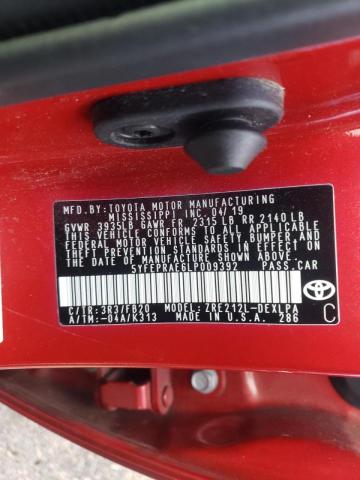 MFD.BY:TOYOTA MOTOR MANUFACTURING
MISSISSIPPI INC. 04/19
GVWR 3935LB GAWR FR 2315 LB RR 2140 LB
THIS VEHICLE CONFORMS TO ALL APPLICABLE
FEDERAL MOTOR VEHICLE SAFETY, BUMPER, AND
THEFT PREVENTION STANDARDS IN EFFECT ON
THE DATE OF MANUFACTURE SHOWN ABOVE.
5YFEPRAE6LP009392 PASS.CAR
C/TR:3R3/FB20 MODEL:ZRE212L-DEXLPA
A/TM:-04A/K313 MADE IN U.S.A. 286
TOYOTA
C